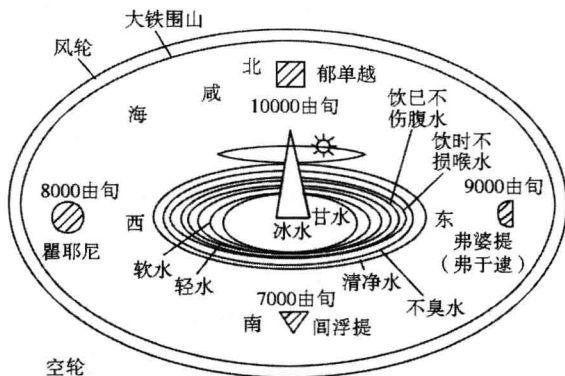 大铁围山
风轮
北
郁单越
咸
海
10000由旬
饮已不
伤腹水
饮时不
损喉水
8000由旬
9000由旬
西
甘水
东
冰水
瞿耶尼
弗婆提
（弗于逮）
软水
轻水
清净水
不臭水
7000由旬
南
阎浮提
空轮